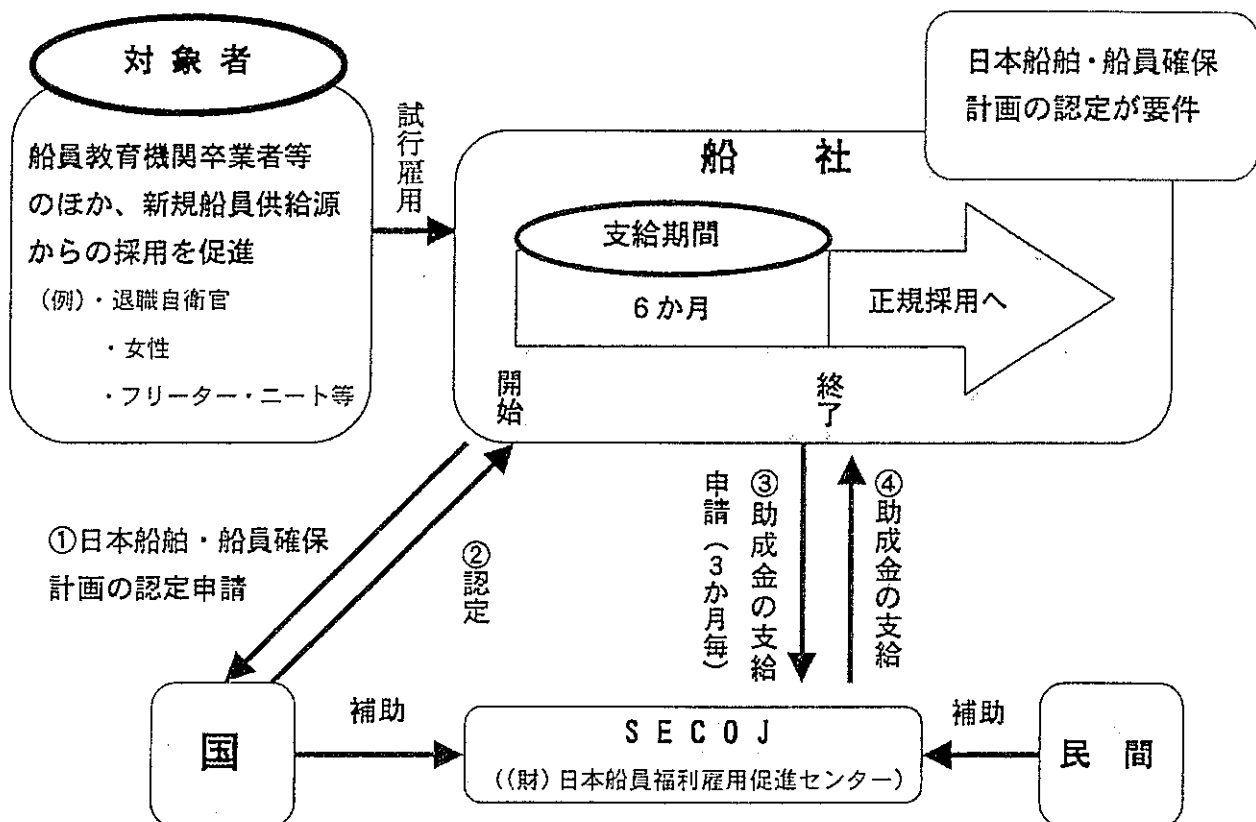 対象者
船員教育機関卒業者等
のほか、新規船員供給源
からの採用を促進
（例）・退職自衛官
・女性
・フリーター・ニート等
試行雇用
日本船舶・船員確保
計画の認定が要件
船　社
支給期間
6か月
正規採用へ
開始
終了
①日本船舶・船員確保
計画の認定申請
②認定
③助成金の支給
申請（3か月毎）
④助成金の支給
国
補助
ＳＥＣＯＪ
（（財）日本船員福利雇用促進センター）
補助
民　間